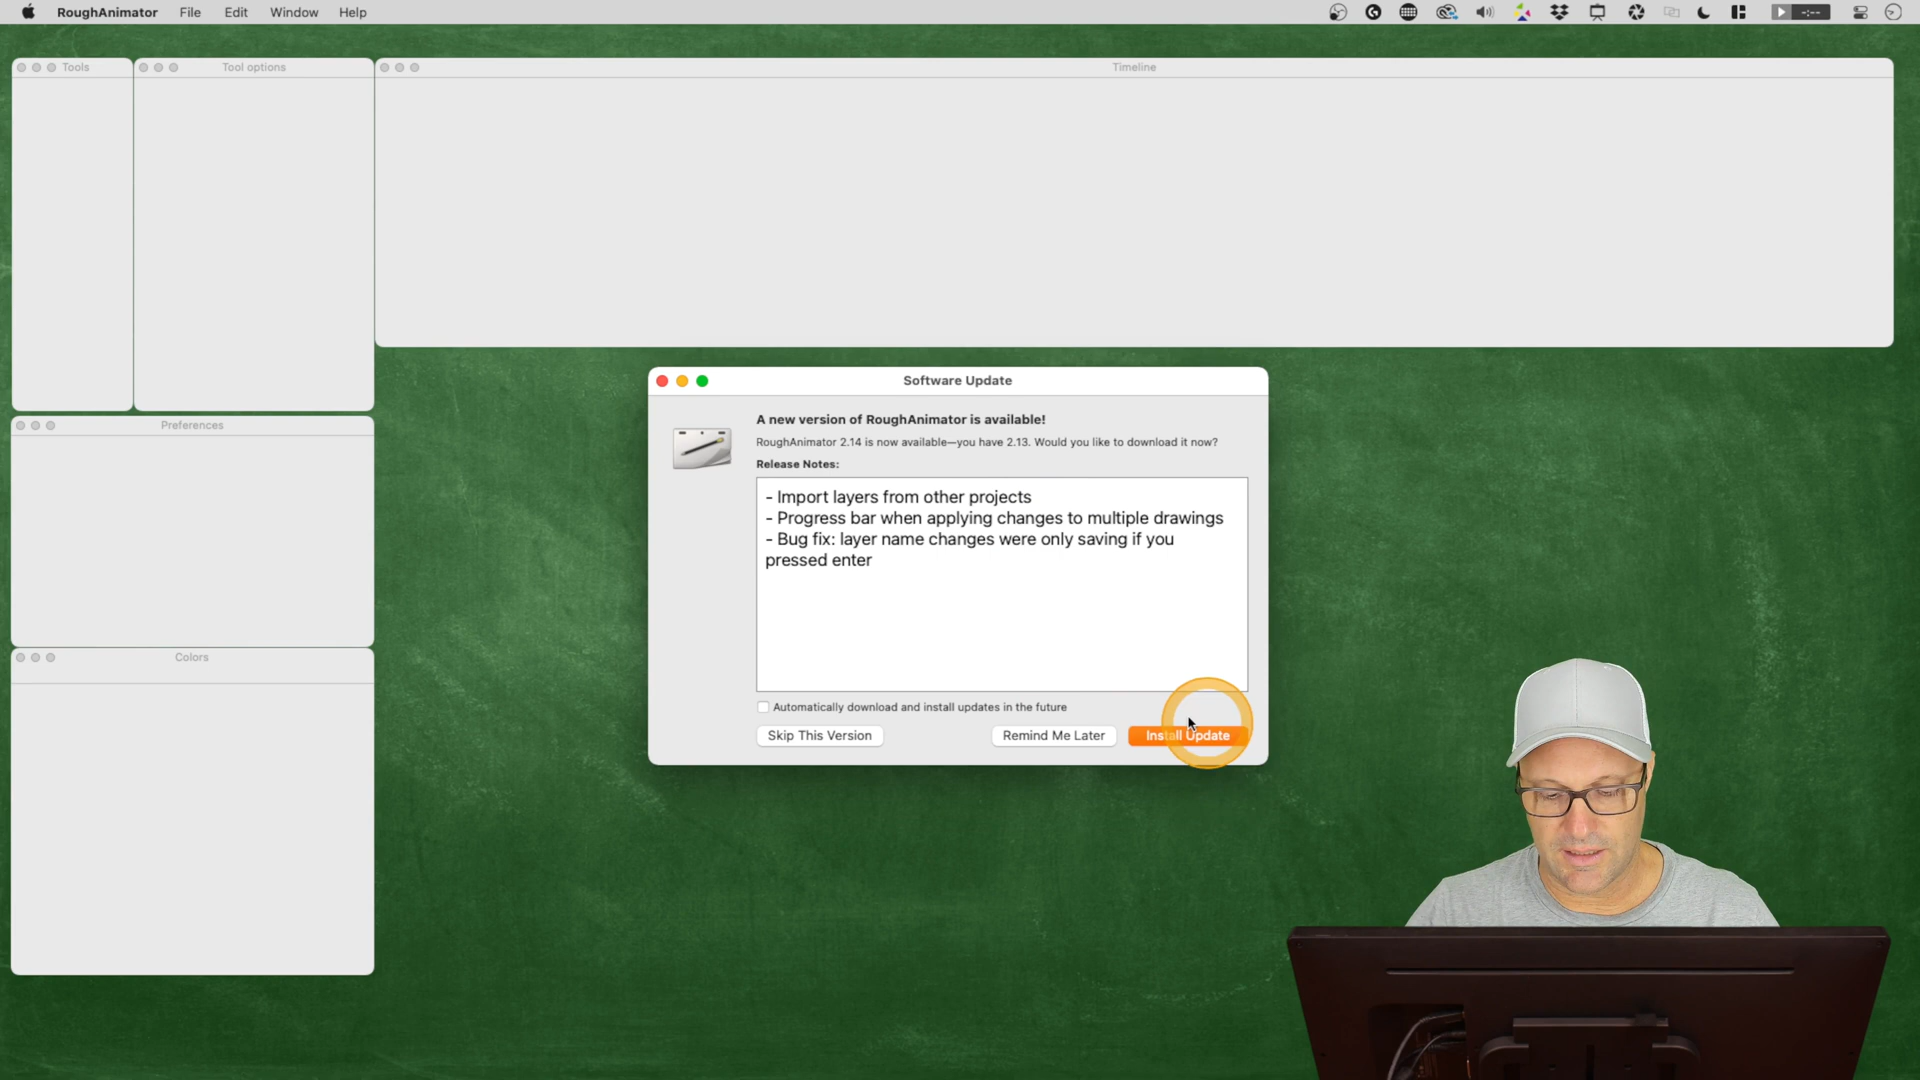 RoughAnimator File Edit Window Help
-:--
Tools
Tool options
Timeline
Software Update
A new version of RoughAnimator is available!
RoughAnimator 2.14 is now available—you have 2.13. Would you like to download it now?
Release Notes:
- Import layers from other projects
- Progress bar when applying changes to multiple drawings
- Bug fix: layer name changes were only saving if you
pressed enter
Automatically download and install updates in the future
Skip This Version
Remind Me Later
Install Update
Preferences
Colors